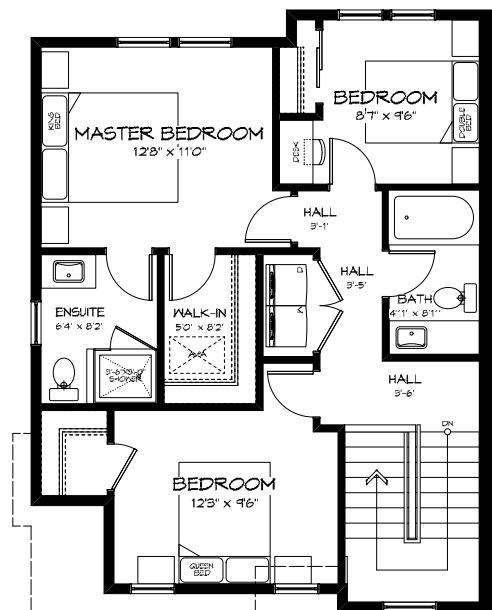 BEDROOM
8'7" x 9'6"
KING
BED
MASTER BEDROOM
12'8" x 11'0"
DOUBLE
BED
DESK
HALL
3'-1"
HALL
3'-5"
ENSUITE
6'4" x 8'2"
WALK-IN
5'0" x 8'2"
BATH
4'1" x 8'1"
SHOWER
HALL
3'-6"
DN
BEDROOM
12'3" x 9'6"
QUEEN
BED